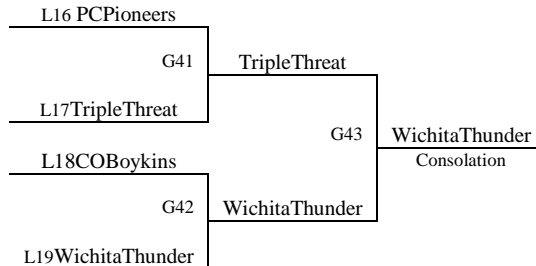 L16 PCPioneers
G41
TripleThreat
L17TripleThreat
G43
WichitaThunder
Consolation
L18COBoykins
G42
WichitaThunder
L19WichitaThunder